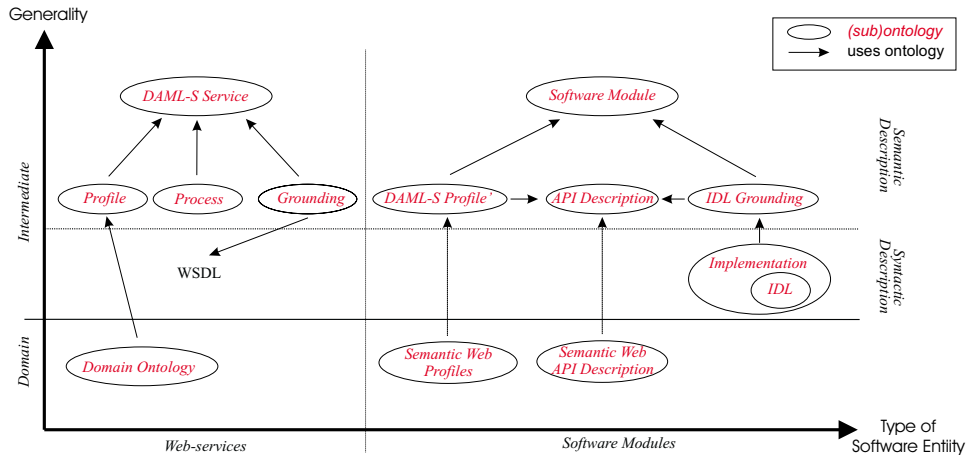 Generality
(sub)ontology
uses ontology
DAML-S Service
Software Module
Semantic
Description
Intermediate
Profile
Process
Grounding
DAML-S Profile'
API Description
IDL Grounding
WSDL
Implementation
IDL
Syntactic
Description
Domain
Domain Ontology
Semantic Web
Profiles
Semantic Web
API Description
Web-services
Software Modules
Type of
Software Entity